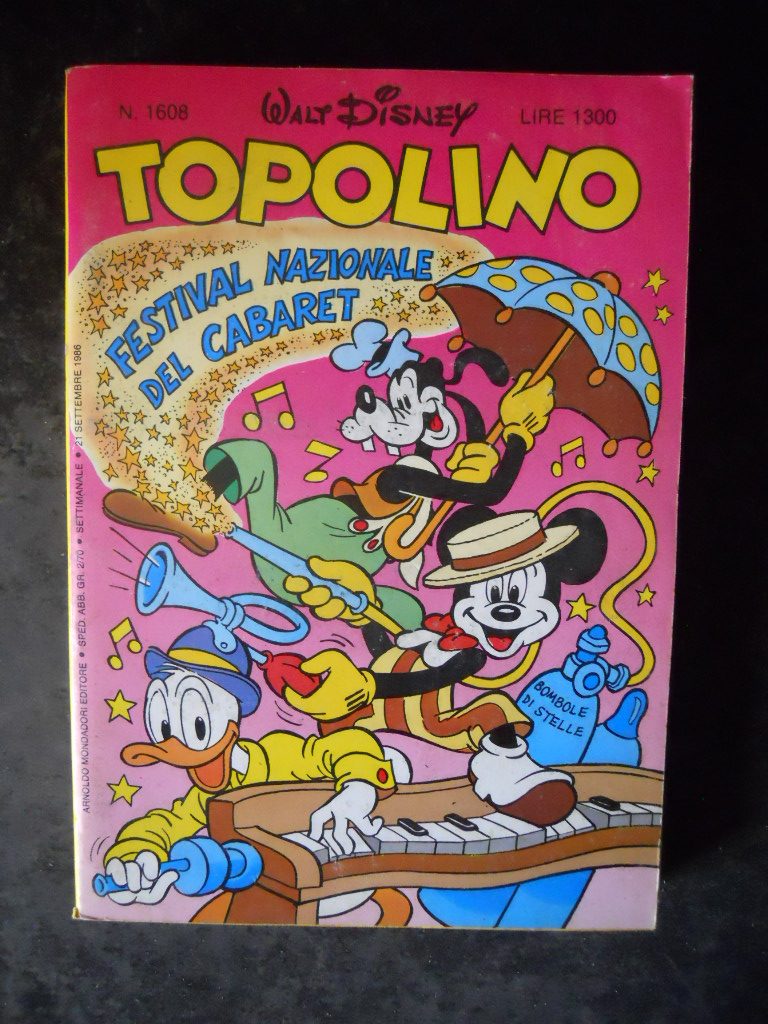 N. 1608
WALT DISNEY
LIRE 1300
TOPOLINO
FESTIVAL NAZIONALE
DEL CABARET
BOMBOLE
DI STELLE
ARNOLDO MONDADORI EDITORE • SPED. ABB. GR. 2/70 • SETTIMANALE • 21 SETTEMBRE 1986